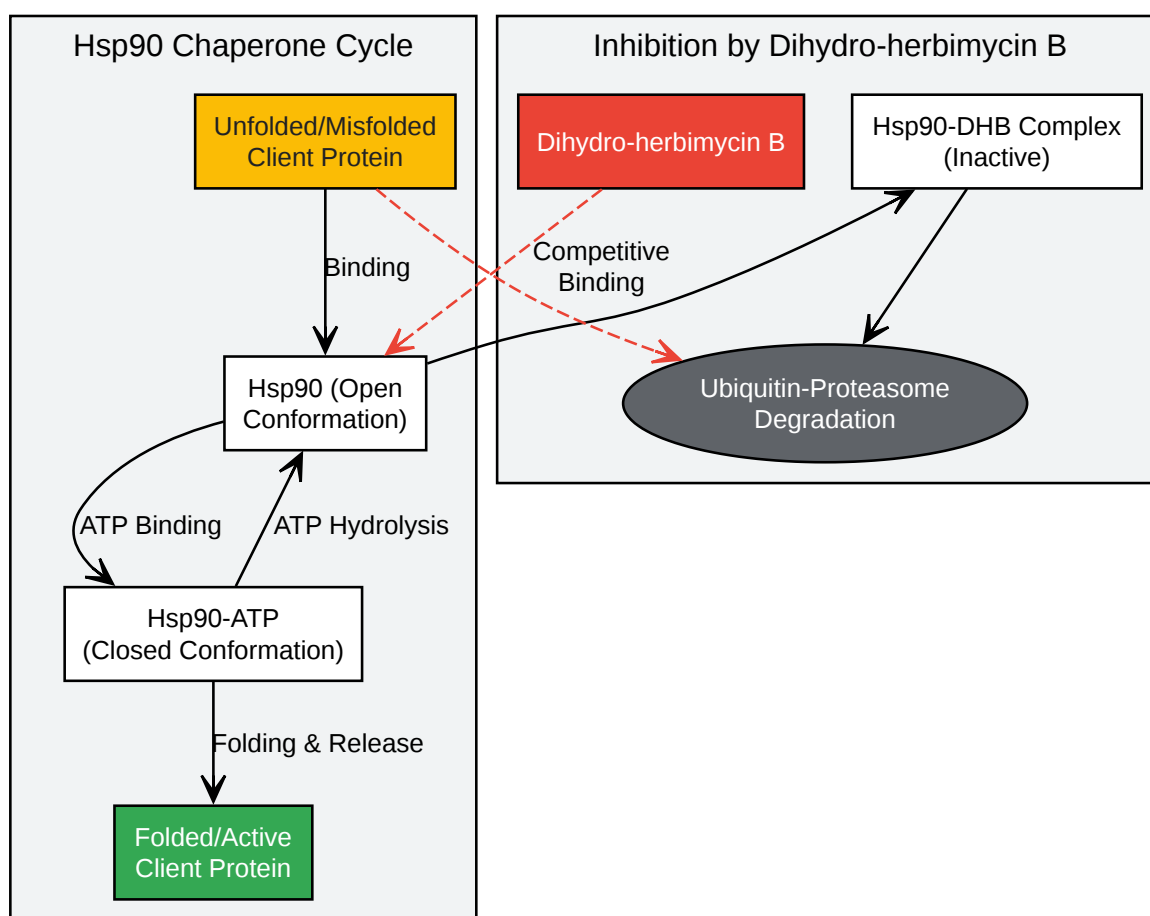 Hsp90 Chaperone Cycle
Inhibition by Dihydro-herbimycin B
Unfolded/Misfolded
Client Protein
Dihydro-herbimycin B
Hsp90-DHB Complex
(Inactive)
Binding
Competitive
Binding
Hsp90 (Open
Conformation)
Ubiquitin-Proteasome
Degradation
ATP Binding
ATP Hydrolysis
Hsp90-ATP
(Closed Conformation)
Folding & Release
Folded/Active
Client Protein